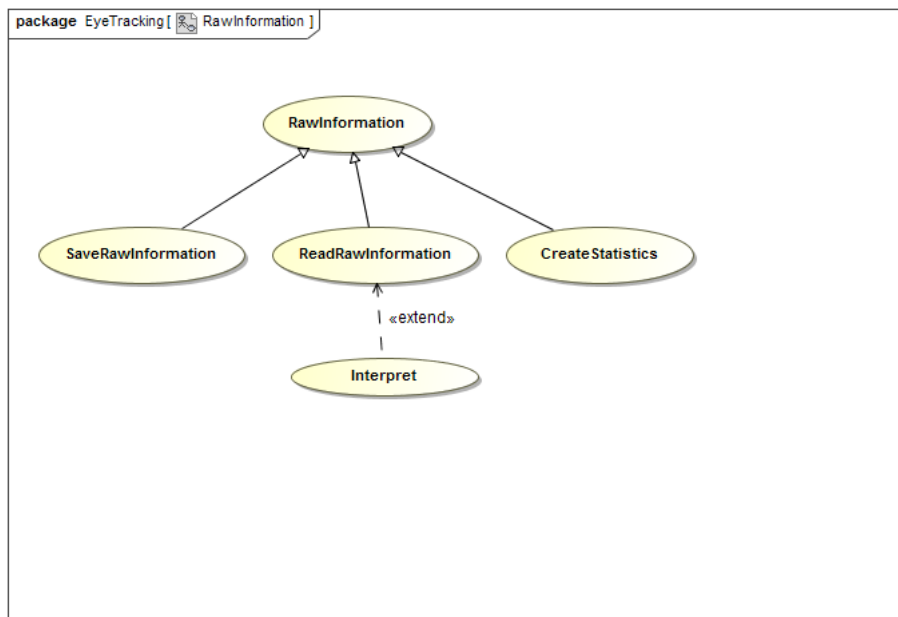 package EyeTracking [ RawInformation ]
RawInformation
SaveRawInformation
ReadRawInformation
CreateStatistics
«extend»
Interpret